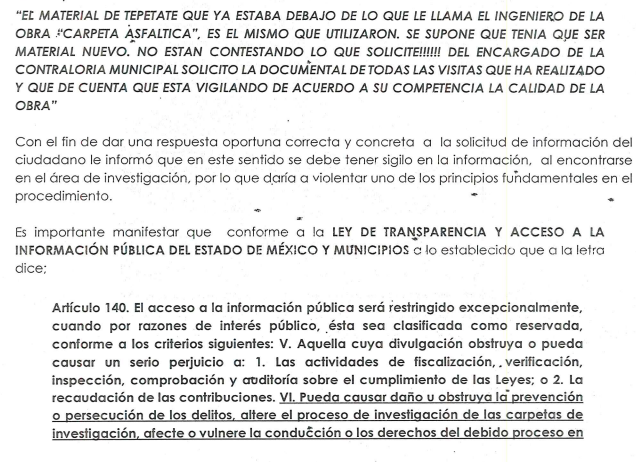 "EL MATERIAL DE TEPETATE QUE YA ESTABA DEBAJO DE LO QUE LE LLAMA EL INGENIERO DE LA
OBRA "CARPETA ASFALTICA", ES EL MISMO QUE UTILIZARON. SE SUPONE QUE TENIA QUE SER
MATERIAL NUEVO. NO ESTAN CONTESTANDO LO QUE SOLICITE!!!!!! DEL ENCARGADO DE LA
CONTRALORIA MUNICIPAL SOLICITO LA DOCUMENTAL DE TODAS LAS VISITAS QUE HA REALIZADO
Y QUE DE CUENTA QUE ESTA VIGILANDO DE ACUERDO A SU COMPETENCIA LA CALIDAD DE LA
OBRA"
Con el fin de dar una respuesta oportuna correcta y concreta a la solicitud de información del
ciudadano le informó que en este sentido se debe tener sigilo en la información, al encontrarse
en el área de investigación, por lo que daría a violentar uno de los principios fundamentales en el
procedimiento.
Es importante manifestar que conforme a la LEY DE TRANSPARENCIA Y ACCESO A LA
INFORMACIÓN PÚBLICA DEL ESTADO DE MÉXICO Y MUNICIPIOS a lo establecido que a la letra
dice;
Artículo 140. El acceso a la información pública será restringido excepcionalmente,
cuando por razones de interés público, ésta sea clasificada como reservada,
conforme a los criterios siguientes: V. Aquella cuya divulgación obstruya o pueda
causar un serio perjuicio a: 1. Las actividades de fiscalización, verificación,
inspección, comprobación y auditoría sobre el cumplimiento de las Leyes; o 2. La
recaudación de las contribuciones. VI. Pueda causar daño u obstruya la prevención
o persecución de los delitos, altere el proceso de investigación de las carpetas de
investigación, afecte o vulnere la conducción o los derechos del debido proceso en